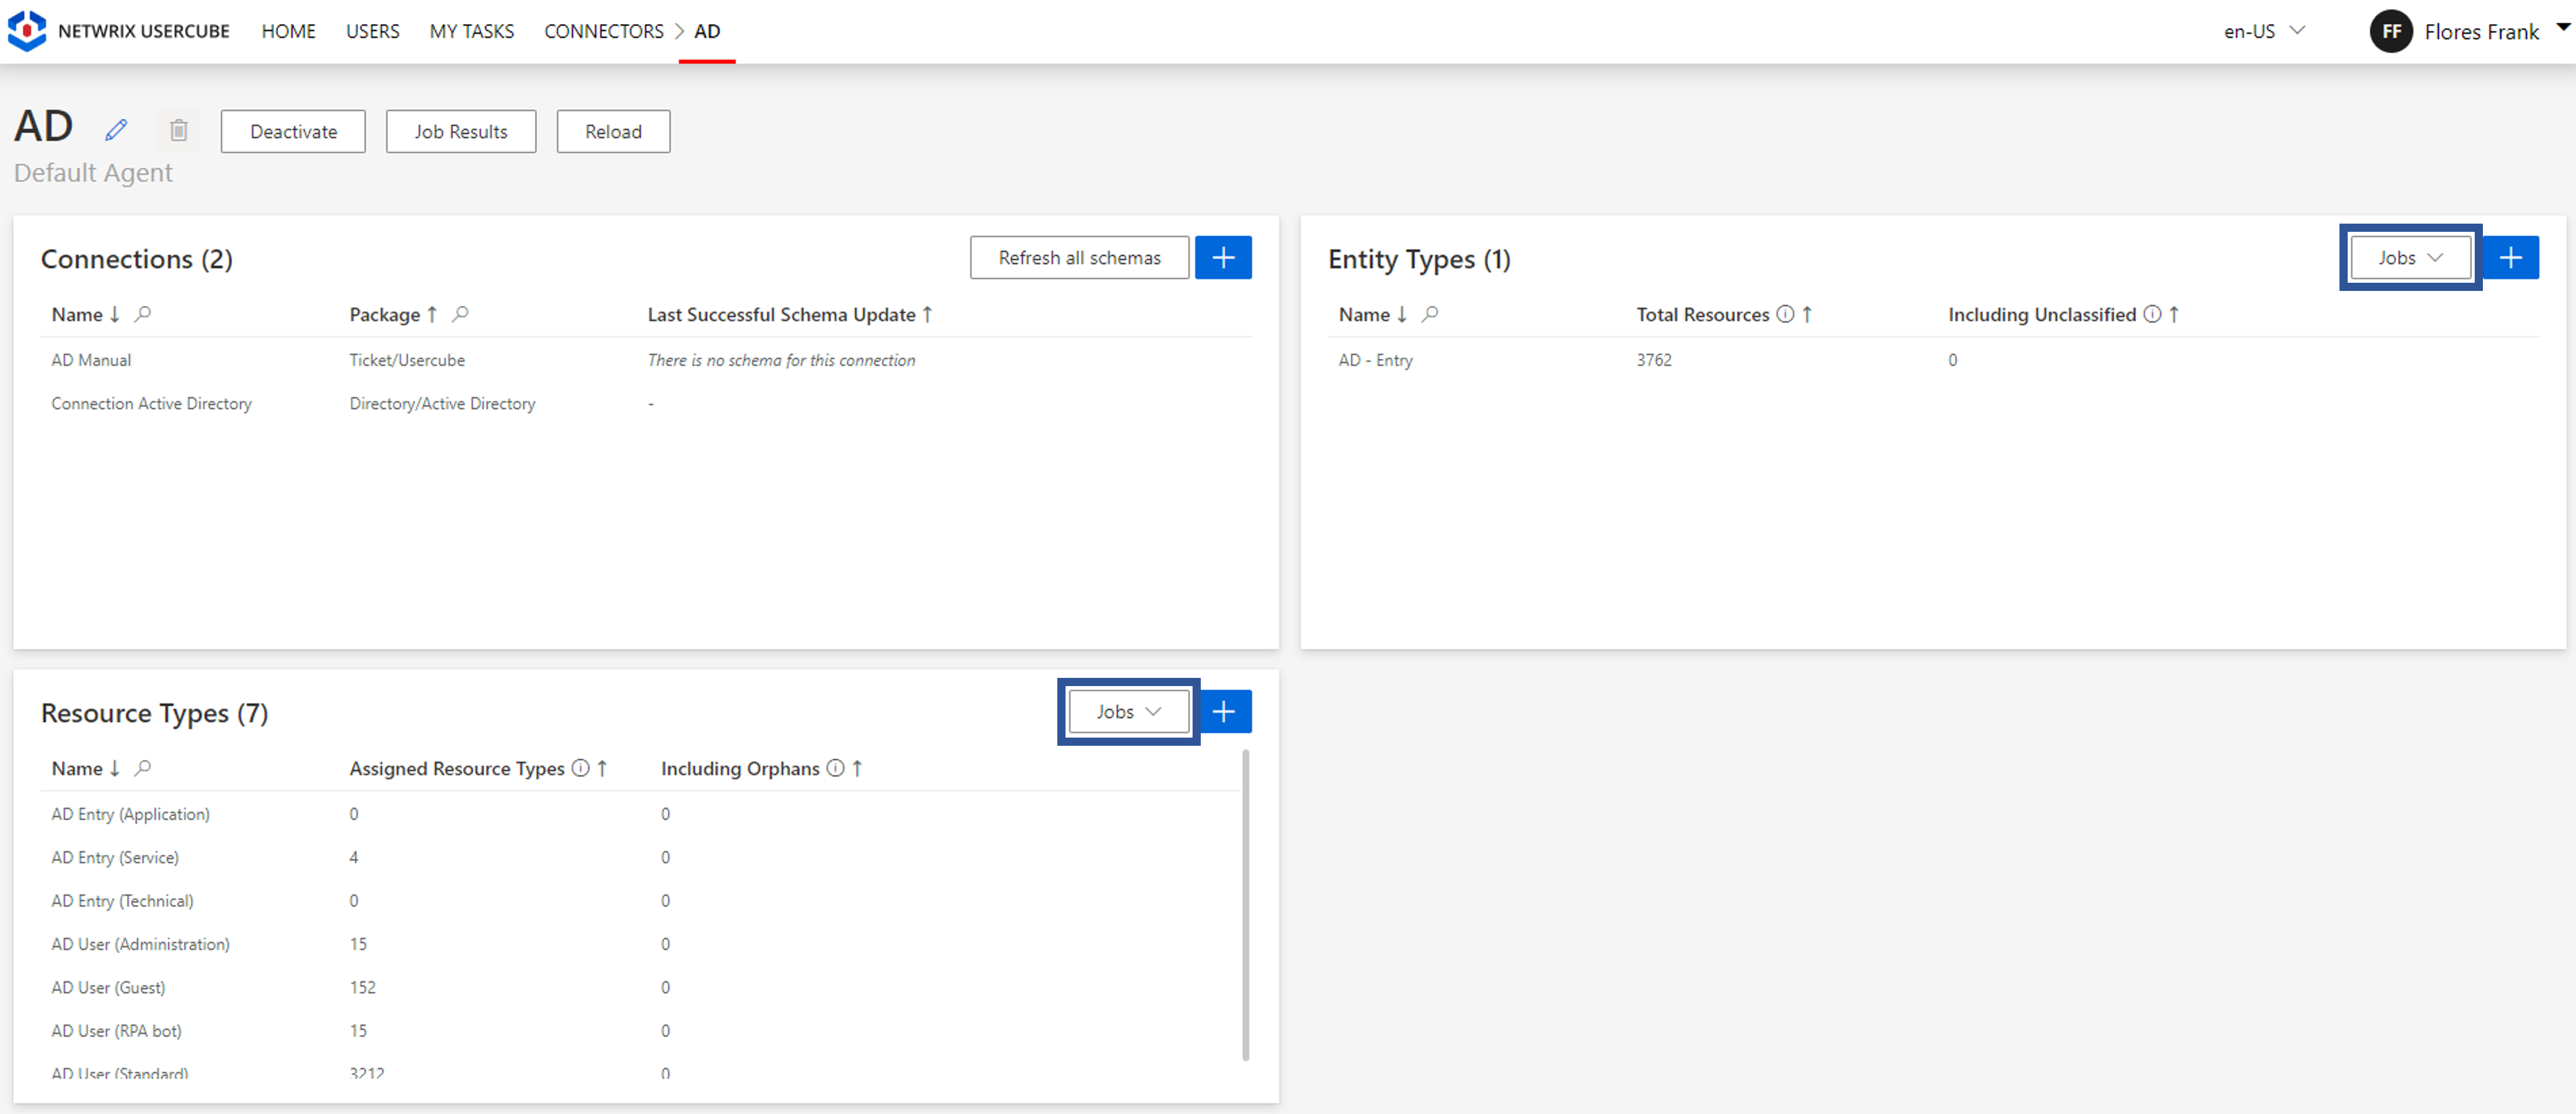 NETWRIX USERCUBE HOME USERS MY TASKS CONNECTORS AD en-US FF Flores Frank
AD Deactivate Job Results Reload
Default Agent
Connections (2) Refresh all schemas
Name Package Last Successful Schema Update
AD Manual Ticket/Usercube There is no schema for this connection
Connection Active Directory Directory/Active Directory -
Entity Types (1) Jobs
Name Total Resources Including Unclassified
AD - Entry 3762 0
Resource Types (7) Jobs
Name Assigned Resource Types Including Orphans
AD Entry (Application) 0 0
AD Entry (Service) 4 0
AD Entry (Technical) 0 0
AD User (Administration) 15 0
AD User (Guest) 152 0
AD User (RPA bot) 15 0
AD User (Standard) 3212 0